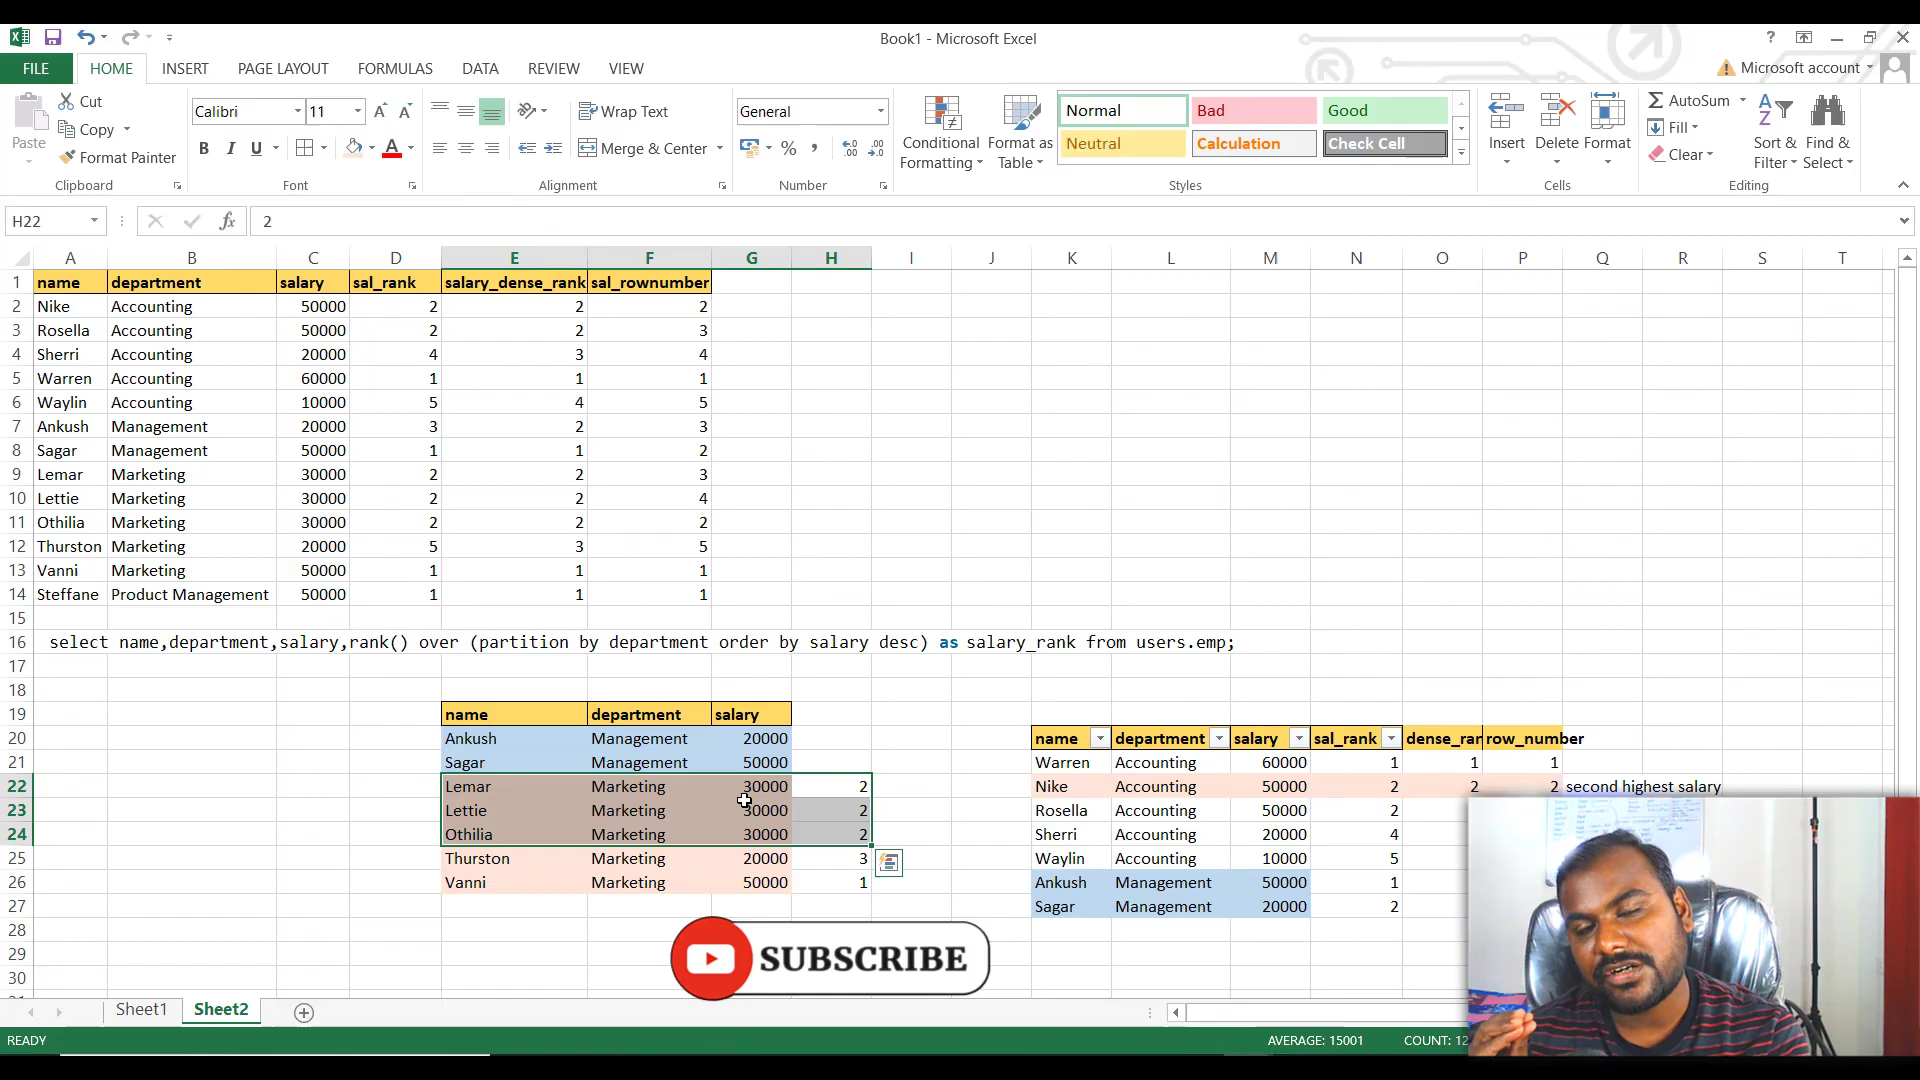 Book1 - Microsoft Excel
?
FILE HOME INSERT PAGE LAYOUT FORMULAS DATA REVIEW VIEW
Microsoft account
Paste
Cut
Copy
Format Painter
Clipboard
Calibri 11
B I U
Font
Wrap Text
Merge & Center
Alignment
General
%
Number
Conditional Formatting
Format as Table
Normal Bad Good
Neutral Calculation Check Cell
Styles
Insert Delete Format
Cells
AutoSum
Fill
Clear
Sort & Filter
Find & Select
Editing
H22 fx 2
A B C D E F G H I J K L M N O P Q R S T
1 name department salary sal_rank salary_dense_rank sal_rownumber
2 Nike Accounting 50000 2 2 2
3 Rosella Accounting 50000 2 2 3
4 Sherri Accounting 20000 4 3 4
5 Warren Accounting 60000 1 1 1
6 Waylin Accounting 10000 5 4 5
7 Ankush Management 20000 3 2 3
8 Sagar Management 50000 1 1 2
9 Lemar Marketing 30000 2 2 3
10 Lettie Marketing 30000 2 2 4
11 Othilia Marketing 30000 2 2 2
12 Thurston Marketing 20000 5 3 5
13 Vanni Marketing 50000 1 1 1
14 Steffane Product Management 50000 1 1 1
15
16 select name,department,salary,rank() over (partition by department order by salary desc) as salary_rank from users.emp;
17
18
19 name department salary
20 Ankush Management 20000 name department salary sal_rank dense_ran row_number
21 Sagar Management 50000 Warren Accounting 60000 1 1 1
22 Lemar Marketing 30000 2 Nike Accounting 50000 2 2 2 second highest salary
23 Lettie Marketing 30000 2 Rosella Accounting 50000 2
24 Othilia Marketing 30000 2 Sherri Accounting 20000 4
25 Thurston Marketing 20000 3 Waylin Accounting 10000 5
26 Vanni Marketing 50000 1 Ankush Management 50000 1
27 Sagar Management 20000 2
28
29
30
SUBSCRIBE
Sheet1 Sheet2
READY AVERAGE: 15001 COUNT: 12